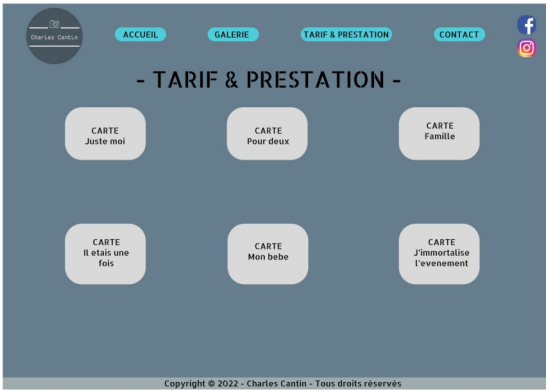 Charles Cantin
ACCUEIL
GALERIE
TARIF & PRESTATION
CONTACT
- TARIF & PRESTATION -
CARTE
Juste moi
CARTE
Pour deux
CARTE
Famille
CARTE
Il etais une
fois
CARTE
Mon bebe
CARTE
J'immortalise
l'evenement
Copyright © 2022 - Charles Cantin - Tous droits réservés